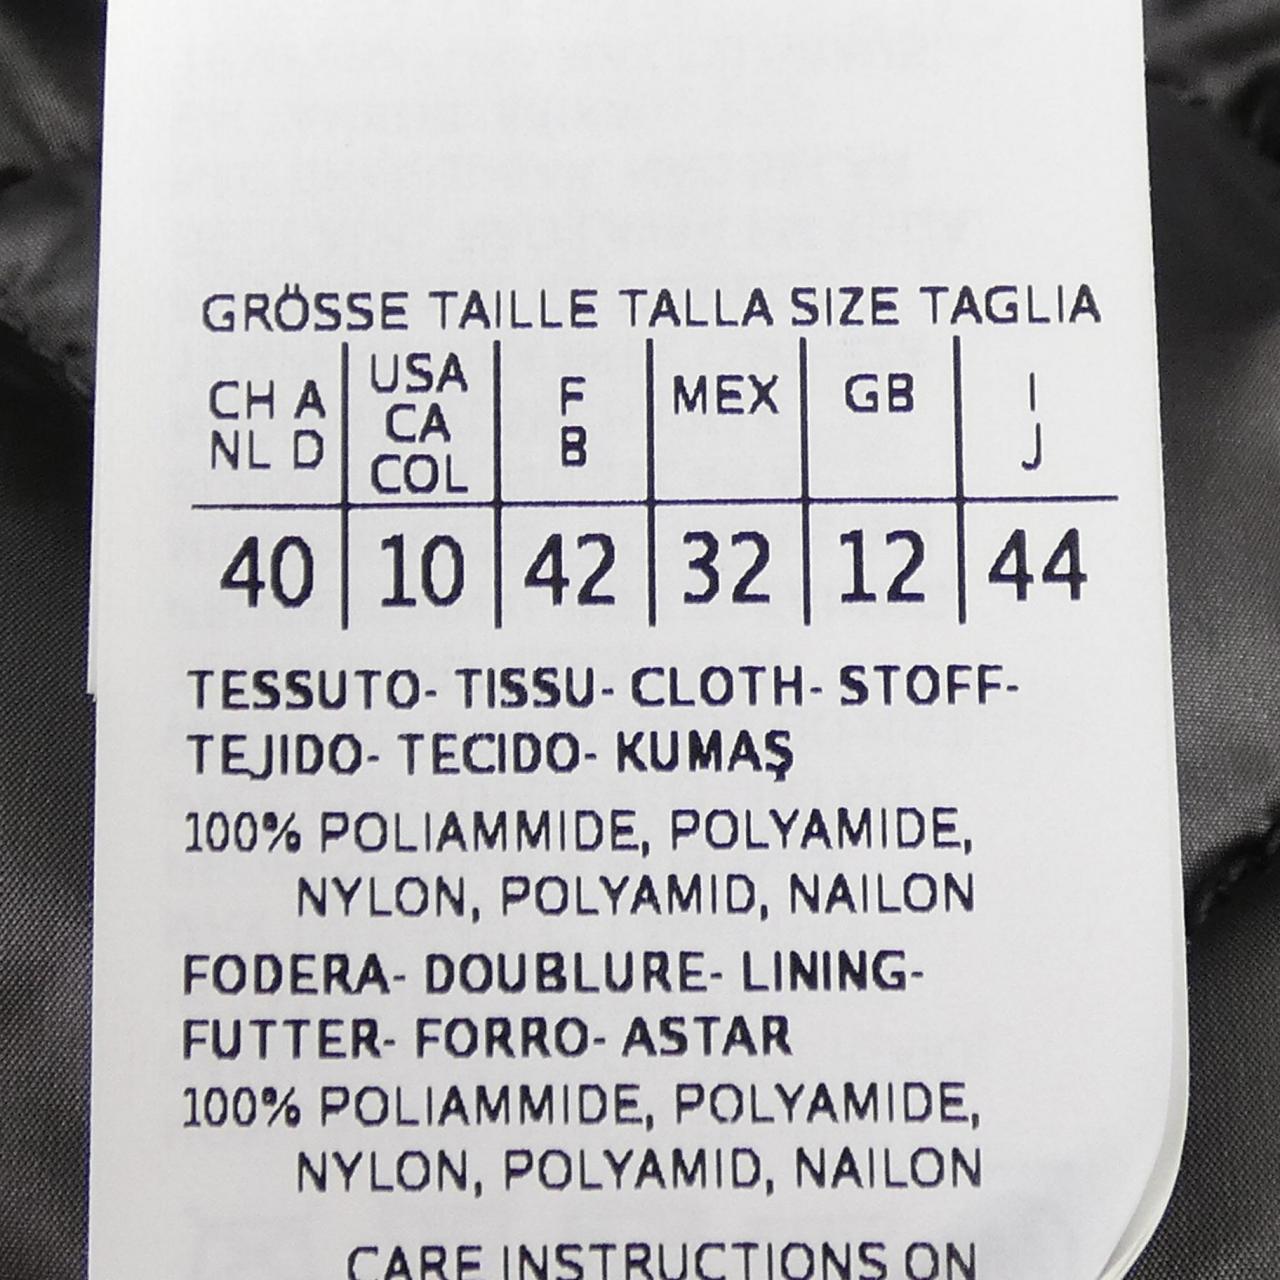 GRÖSSE TAILLE TALLA SIZE TAGLIA
CH A USA F MEX GB I
NL D CA B J
COL
40 10 42 32 12 44
TESSUTO- TISSU- CLOTH- STOFF-
TEJIDO- TECIDO- KUMAŞ
100% POLIAMMIDE, POLYAMIDE,
NYLON, POLYAMID, NAILON
FODERA- DOUBLURE- LINING-
FUTTER- FORRO- ASTAR
100% POLIAMMIDE, POLYAMIDE,
NYLON, POLYAMID, NAILON
CARE INSTRUCTIONS ON